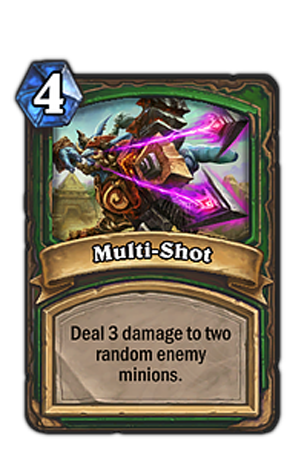 4
Multi-Shot
Deal 3 damage to two
random enemy
minions.